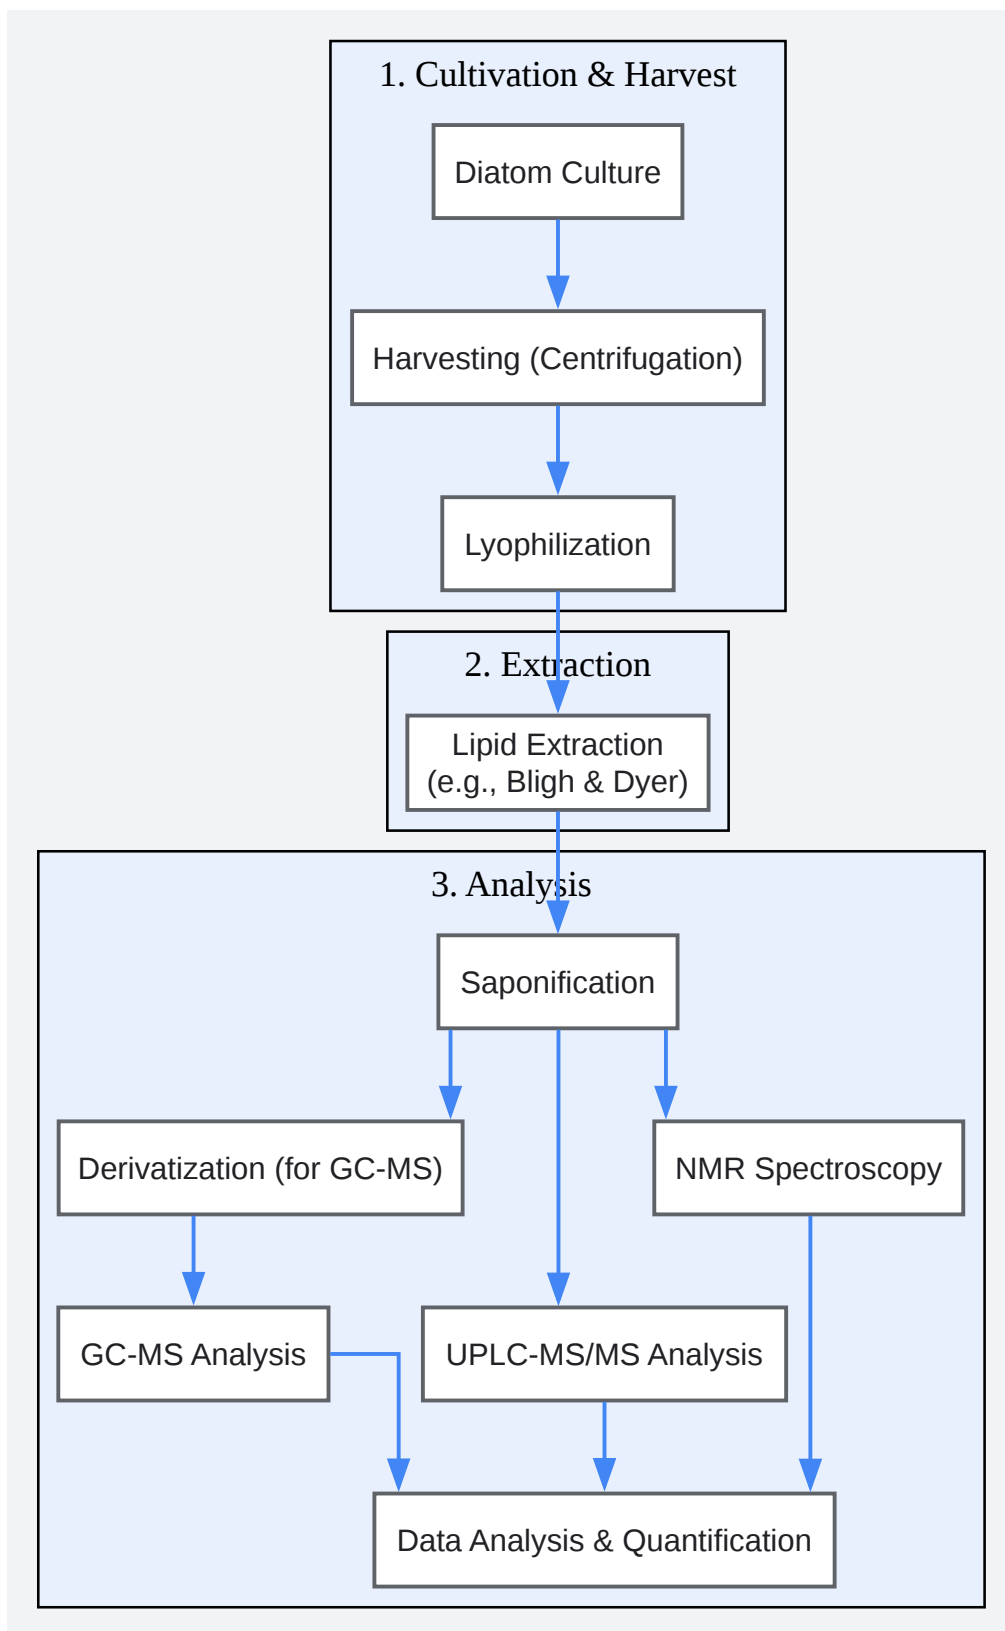 1. Cultivation & Harvest
Diatom Culture
Harvesting (Centrifugation)
Lyophilization
2. Extraction
Lipid Extraction
(e.g., Bligh & Dyer)
3. Analysis
Saponification
Derivatization (for GC-MS)
NMR Spectroscopy
GC-MS Analysis
UPLC-MS/MS Analysis
Data Analysis & Quantification